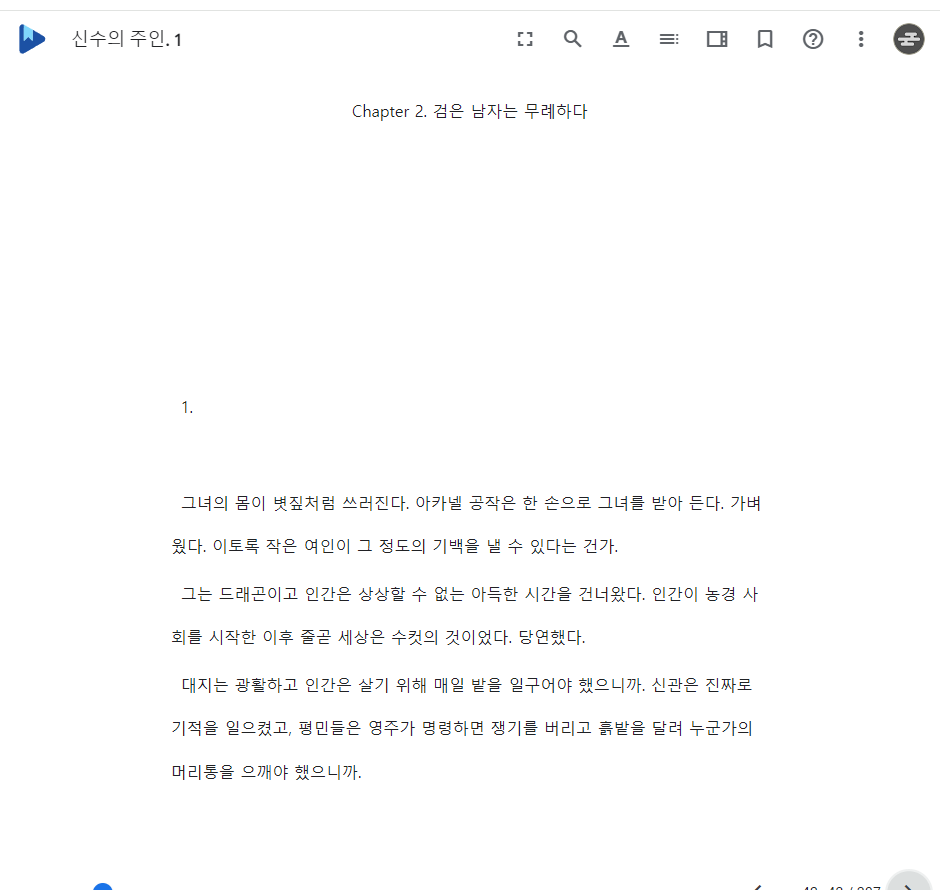 신수의 주인. 1
Chapter 2. 검은 남자는 무례하다
1.
그녀의 몸이 볏짚처럼 쓰러진다. 아카넬 공작은 한 손으로 그녀를 받아 든다. 가벼
웠다. 이토록 작은 여인이 그 정도의 기백을 낼 수 있다는 건가.
그는 드래곤이고 인간은 상상할 수 없는 아득한 시간을 건너왔다. 인간이 농경 사
회를 시작한 이후 줄곧 세상은 수컷의 것이었다. 당연했다.
대지는 광활하고 인간은 살기 위해 매일 밭을 일구어야 했으니까. 신관은 진짜로
기적을 일으켰고, 평민들은 영주가 명령하면 쟁기를 버리고 흙밭을 달려 누군가의
머리통을 으깨야 했으니까.